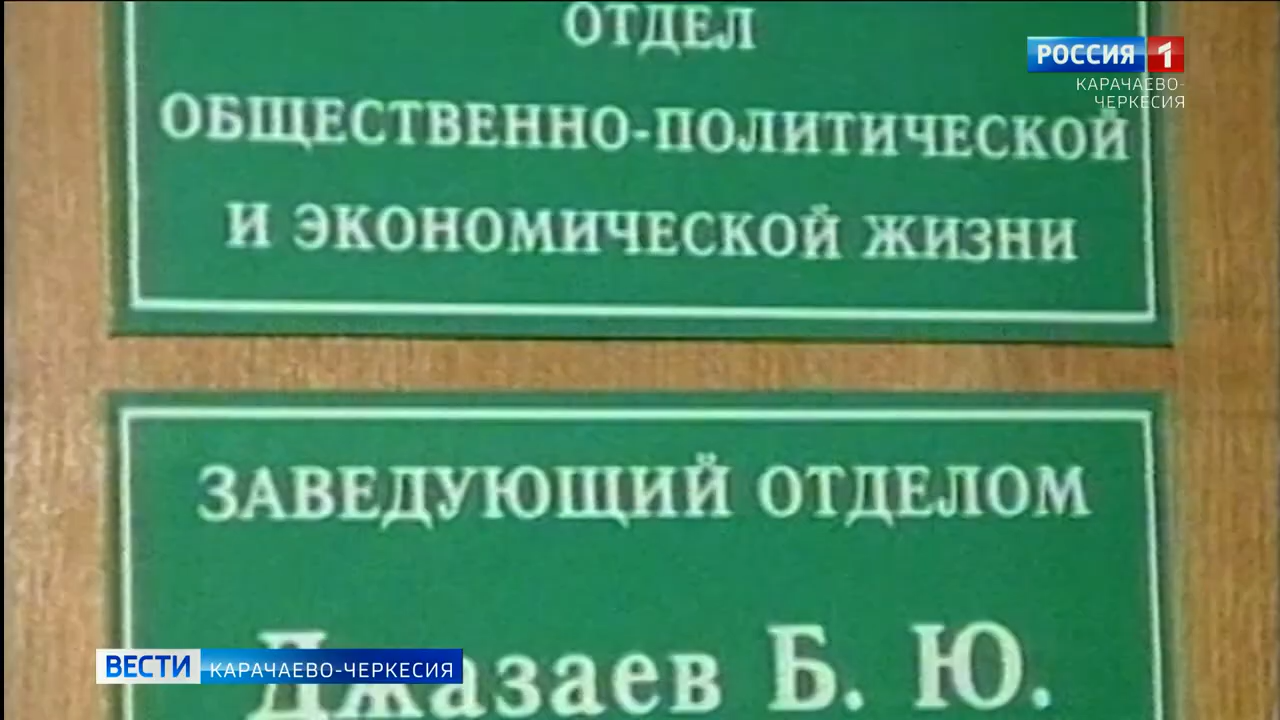 ОТДЕЛ
ОБЩЕСТВЕННО-ПОЛИТИЧЕСКОЙ
И ЭКОНОМИЧЕСКОЙ ЖИЗНИ
ЗАВЕДУЮЩИЙ ОТДЕЛОМ
Джазаев Б. Ю.
РОССИЯ 1
КАРАЧАЕВО-
ЧЕРКЕСИЯ
ВЕСТИ КАРАЧАЕВО-ЧЕРКЕСИЯ